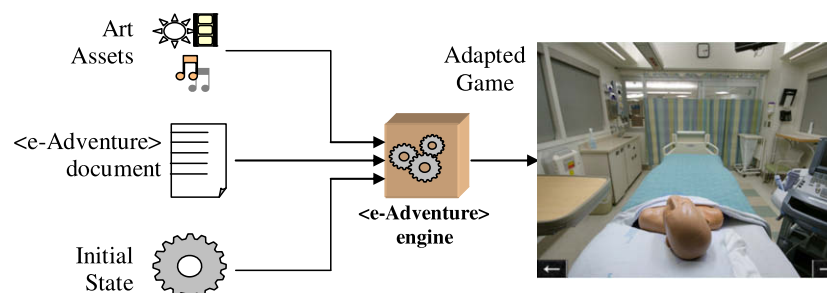 Art
Assets
<e-Adventure>
document
Initial
State
<e-Adventure>
engine
Adapted
Game